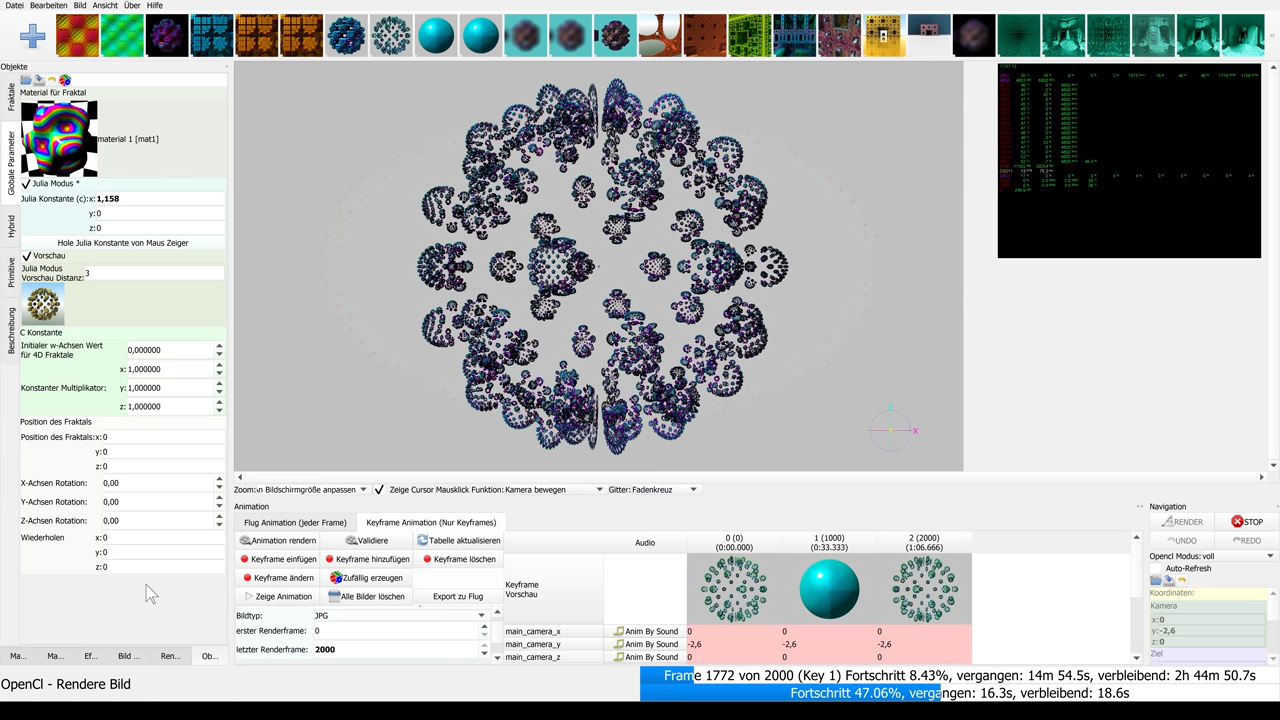 Datei Bearbeiten Bild Ansicht Über Hilfe
Objekte
Fraktale
Globale Parameter
Hybrid
Primitive
Beschreibung
Material für Fraktal
material 1 [mat1]
Julia Modus *
Julia Konstante (c): x: 1,158
y: 0
z: 0
Hole Julia Konstante von Maus Zeiger
Vorschau
Julia Modus
Vorschau Distanz: 3
C Konstante
Initialer w-Achsen Wert
für 4D Fraktale 0,000000
x: 1,000000
Konstanter Multiplikator: y: 1,000000
z: 1,000000
Position des Fraktals
Position des Fraktals: x: 0
y: 0
z: 0
X-Achsen Rotation: 0,00
Y-Achsen Rotation: 0,00
Z-Achsen Rotation: 0,00
Wiederholen x: 0
y: 0
z: 0
Ma... Ma... Ef... Bild ... Ren... Ob...
x
Zoom:n Bildschirmgröße anpassen Zeige Cursor Mausklick Funktion: Kamera bewegen Gitter: Fadenkreuz
Animation
Flug Animation (jeder Frame) Keyframe Animation (Nur Keyframes)
Animation rendern Validiere Tabelle aktualisieren
Keyframe einfügen Keyframe hinzufügen Keyframe löschen
Keyframe ändern Zufällig erzeugen
Zeige Animation Alle Bilder löschen Export zu Flug
Bildtyp: JPG
erster Renderframe: 0
letzter Renderframe: 2000
Audio 0 (0) 1 (1000) 2 (2000)
(0:00.000) (0:33.333) (1:06.666)
Keyframe
Vorschau
main_camera_x Anim By Sound 0 0 0
main_camera_y Anim By Sound -2,6 -2,6 -2,6
main_camera_z Anim By Sound 0 0 0
Navigation
RENDER STOP
UNDO REDO
Opencl Modus: voll
Auto-Refresh
Koordinaten:
Kamera
x: 0
y: -2,6
z: 0
Ziel
OpenCl - Rendere Bild
Frame 1772 von 2000 (Key 1) Fortschritt 8.43%, vergangen: 14m 54.5s, verbleibend: 2h 44m 50.7s
Fortschritt 47.06%, vergangen: 16.3s, verbleibend: 18.6s